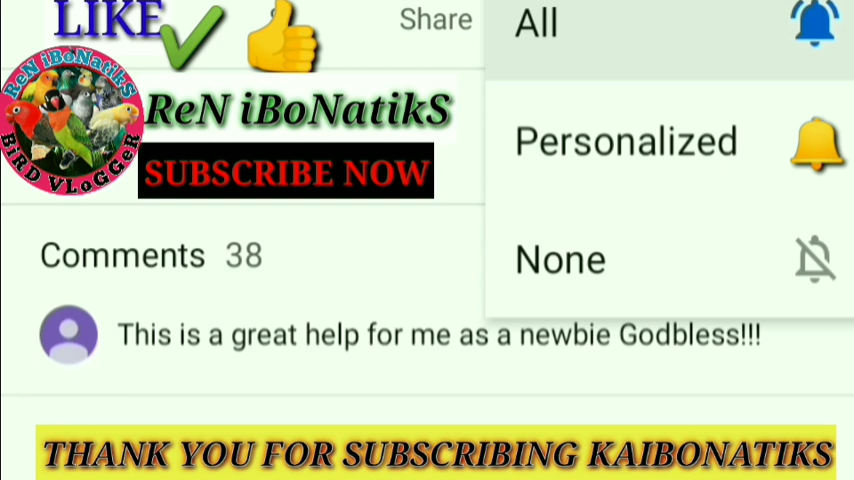 LIKE
Share
All
ReN iBoNatikS
BiRD VLoGGeR
ReN iBoNatikS
SUBSCRIBE NOW
Personalized
None
Comments 38
This is a great help for me as a newbie Godbless!!!
THANK YOU FOR SUBSCRIBING KAIBONATIKS